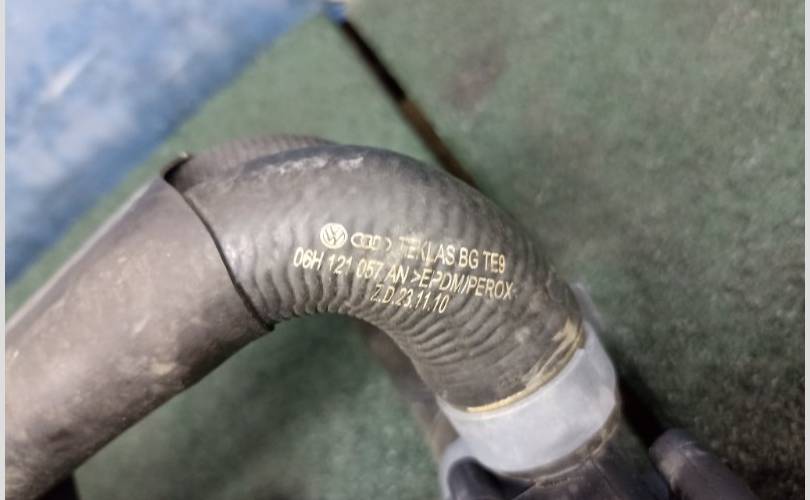 TEKLAS BG TE9
06H 121 057 AN >EPDM/PEROX
Z.D.23.11.10